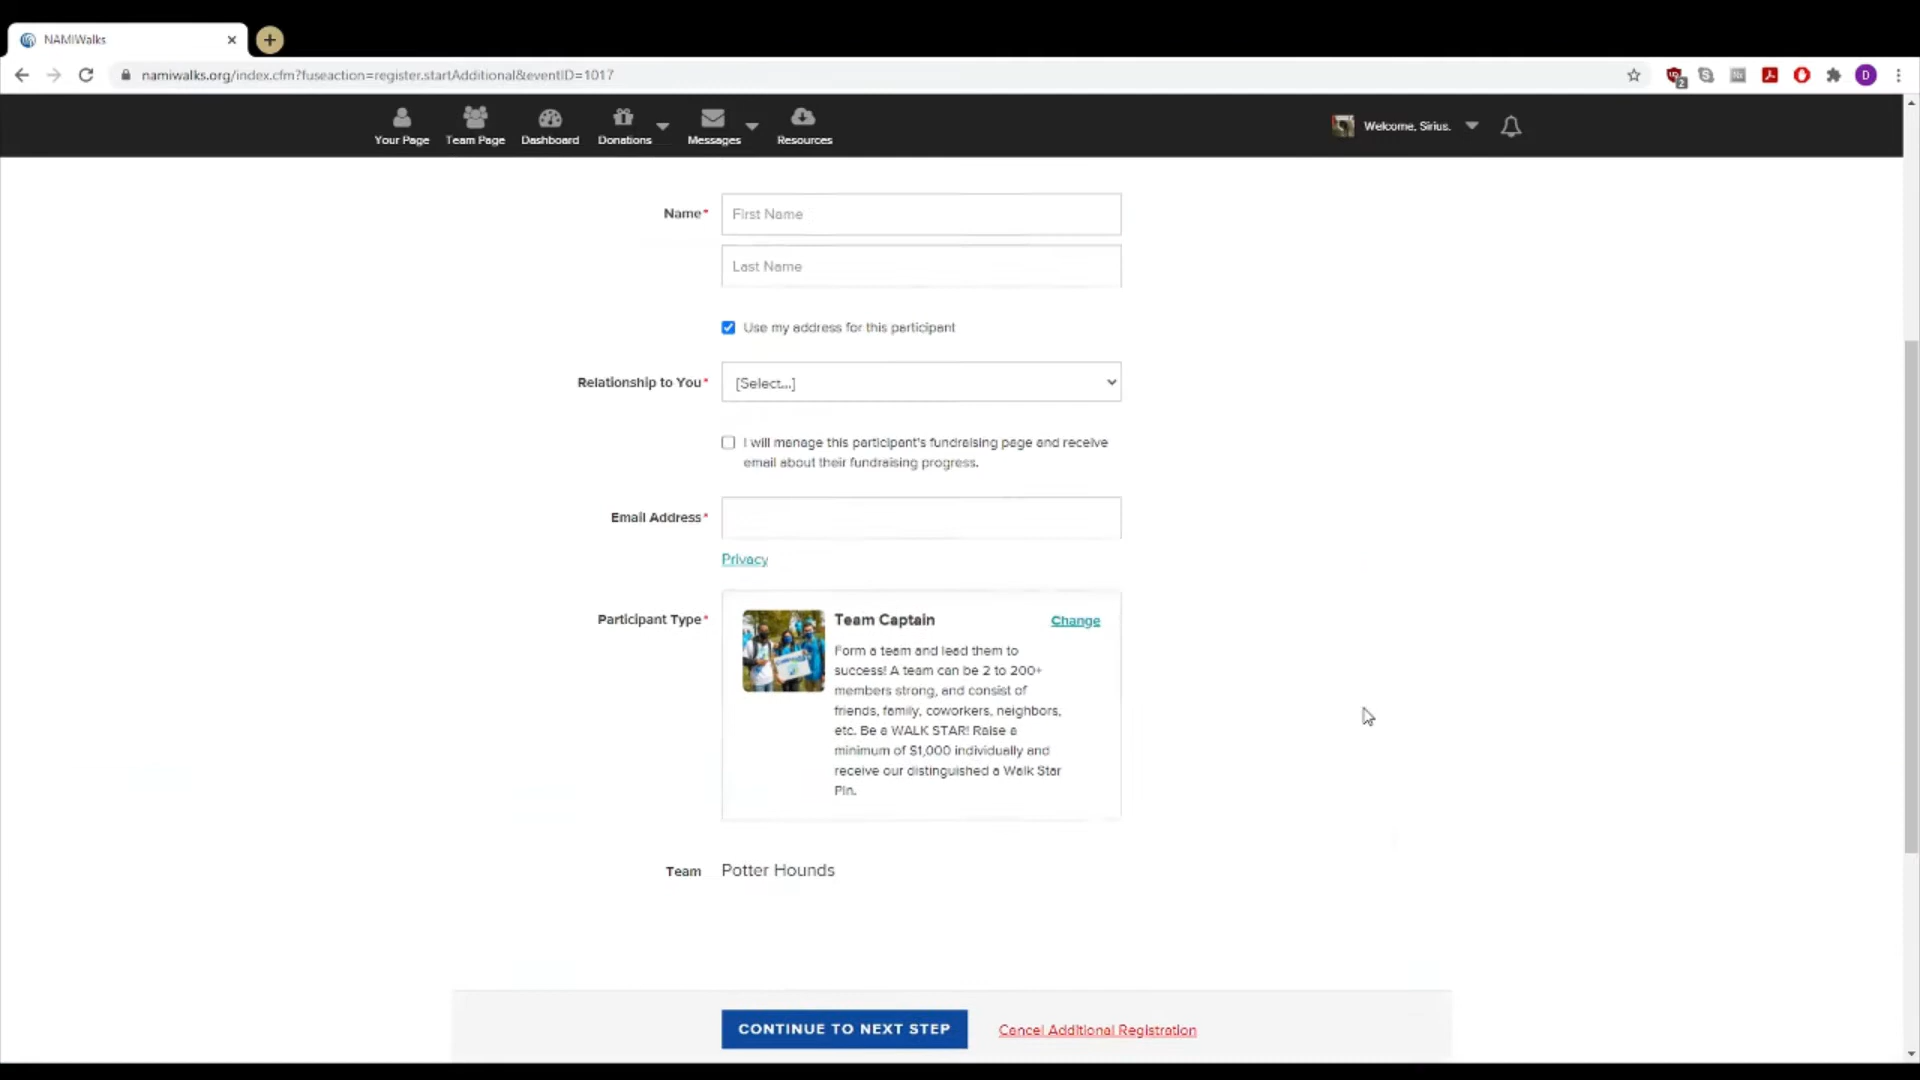 NAMIWalks
namiwalks.org/index.cfm?fuseaction=register.startAdditional&eventID=1017
2
D
Your Page
Team Page
Dashboard
Donations
Messages
Resources
Welcome, Sirius.
Name*
First Name
Last Name
Use my address for this participant
Relationship to You*
[Select...]
I will manage this participant's fundraising page and receive
email about their fundraising progress.
Email Address*
Privacy
Participant Type*
Team Captain
Change
Form a team and lead them to
success! A team can be 2 to 200+
members strong, and consist of
friends, family, coworkers, neighbors,
etc. Be a WALK STAR! Raise a
minimum of $1,000 individually and
receive our distinguished a Walk Star
Pin.
Team
Potter Hounds
CONTINUE TO NEXT STEP
Cancel Additional Registration